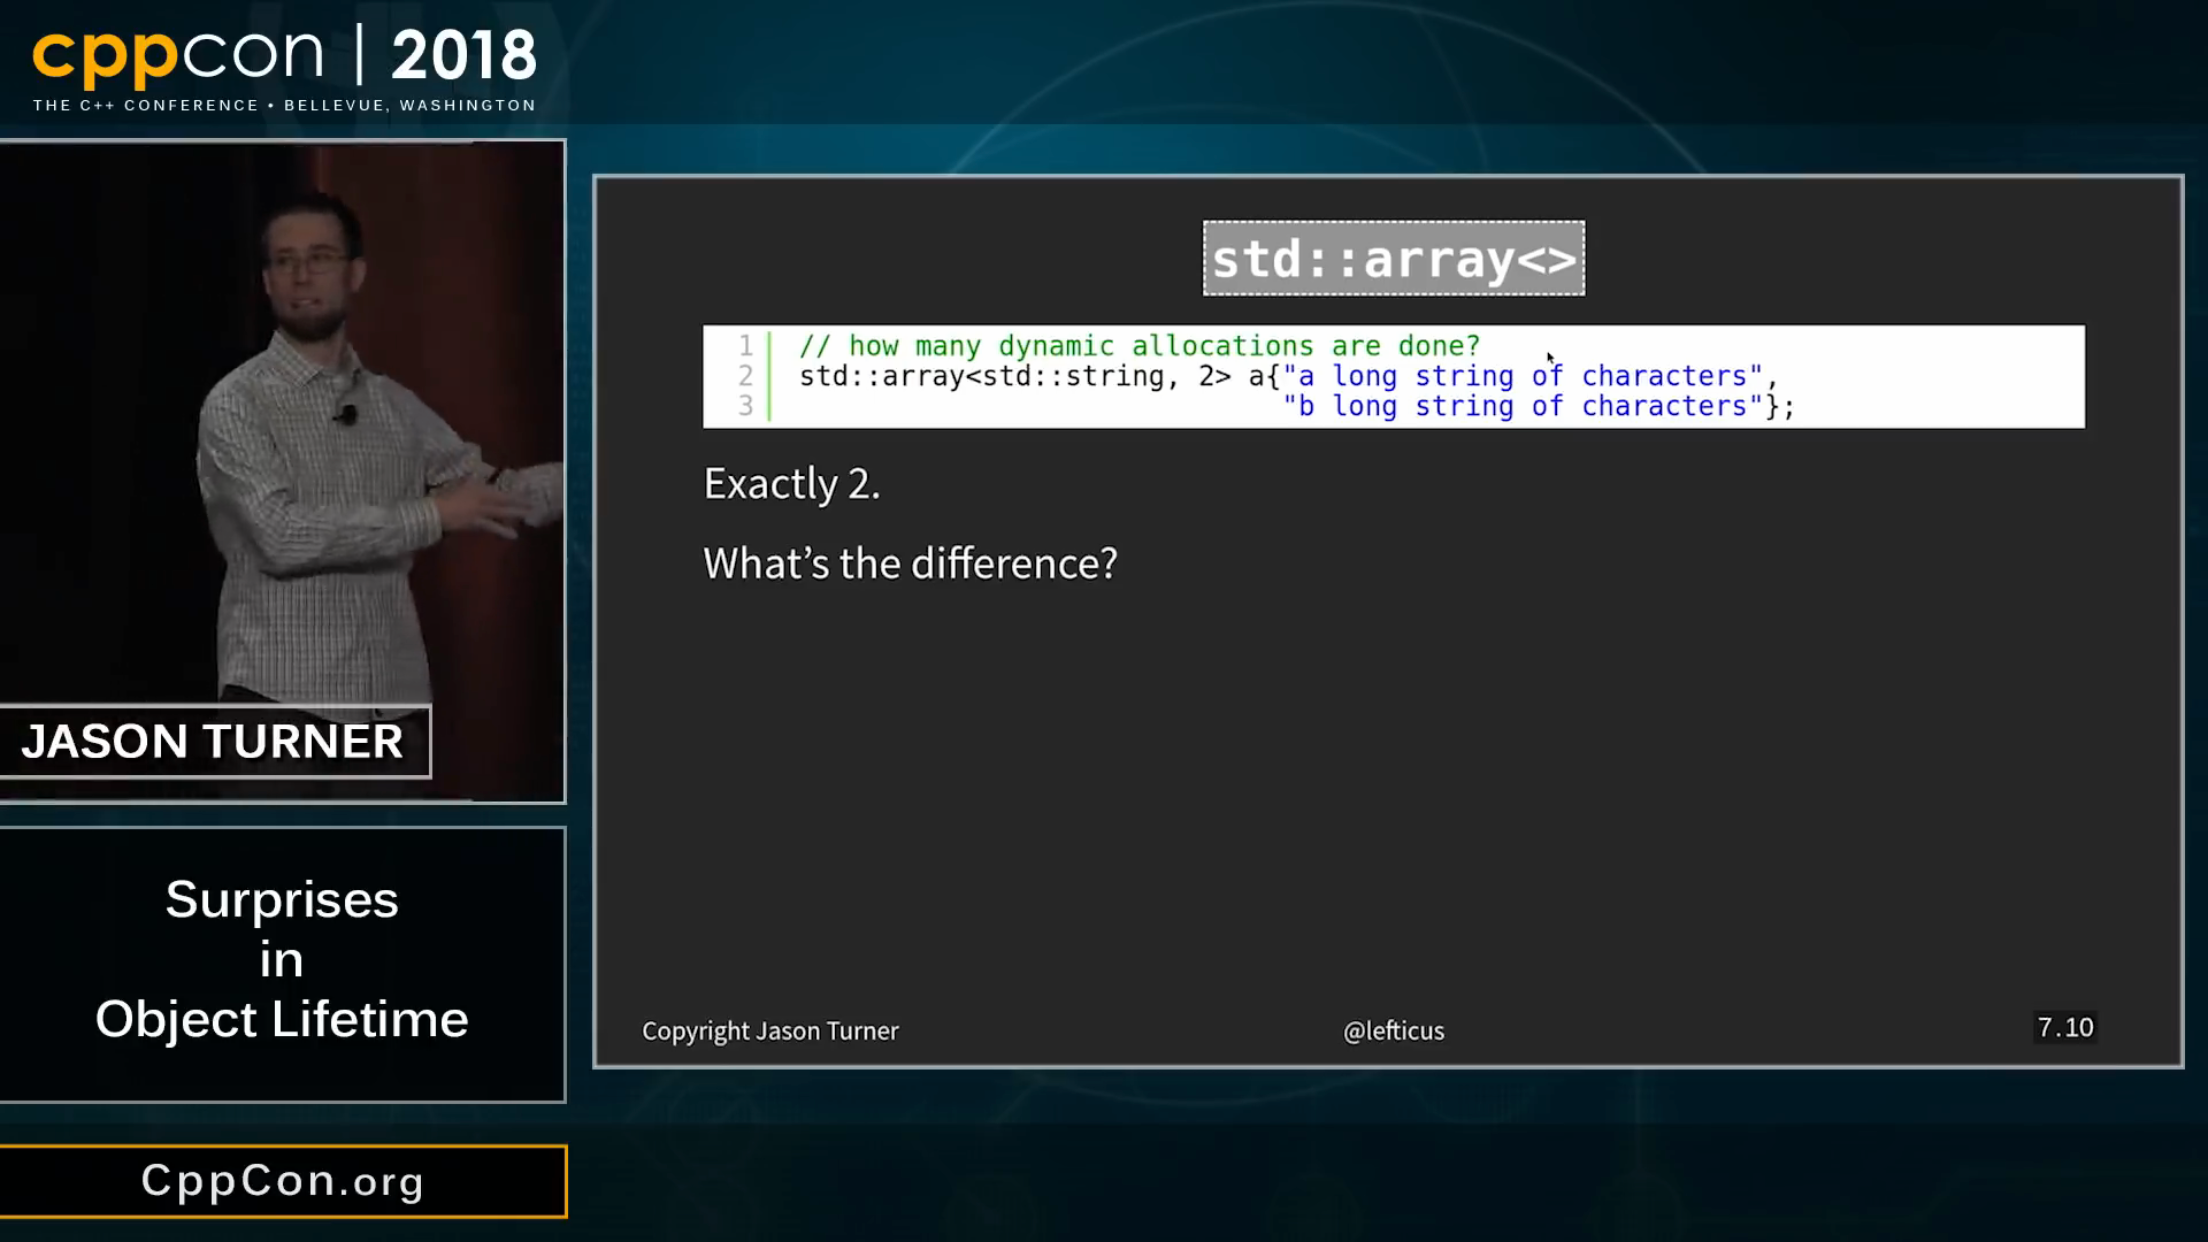 cppcon | 2018
THE C++ CONFERENCE • BELLEVUE, WASHINGTON
JASON TURNER
Surprises
in
Object Lifetime
CppCon.org
std::array<>
1 // how many dynamic allocations are done?
2 std::array<std::string, 2> a{"a long string of characters",
3 "b long string of characters"};
Exactly 2.
What’s the difference?
Copyright Jason Turner
@lefticus
7.10